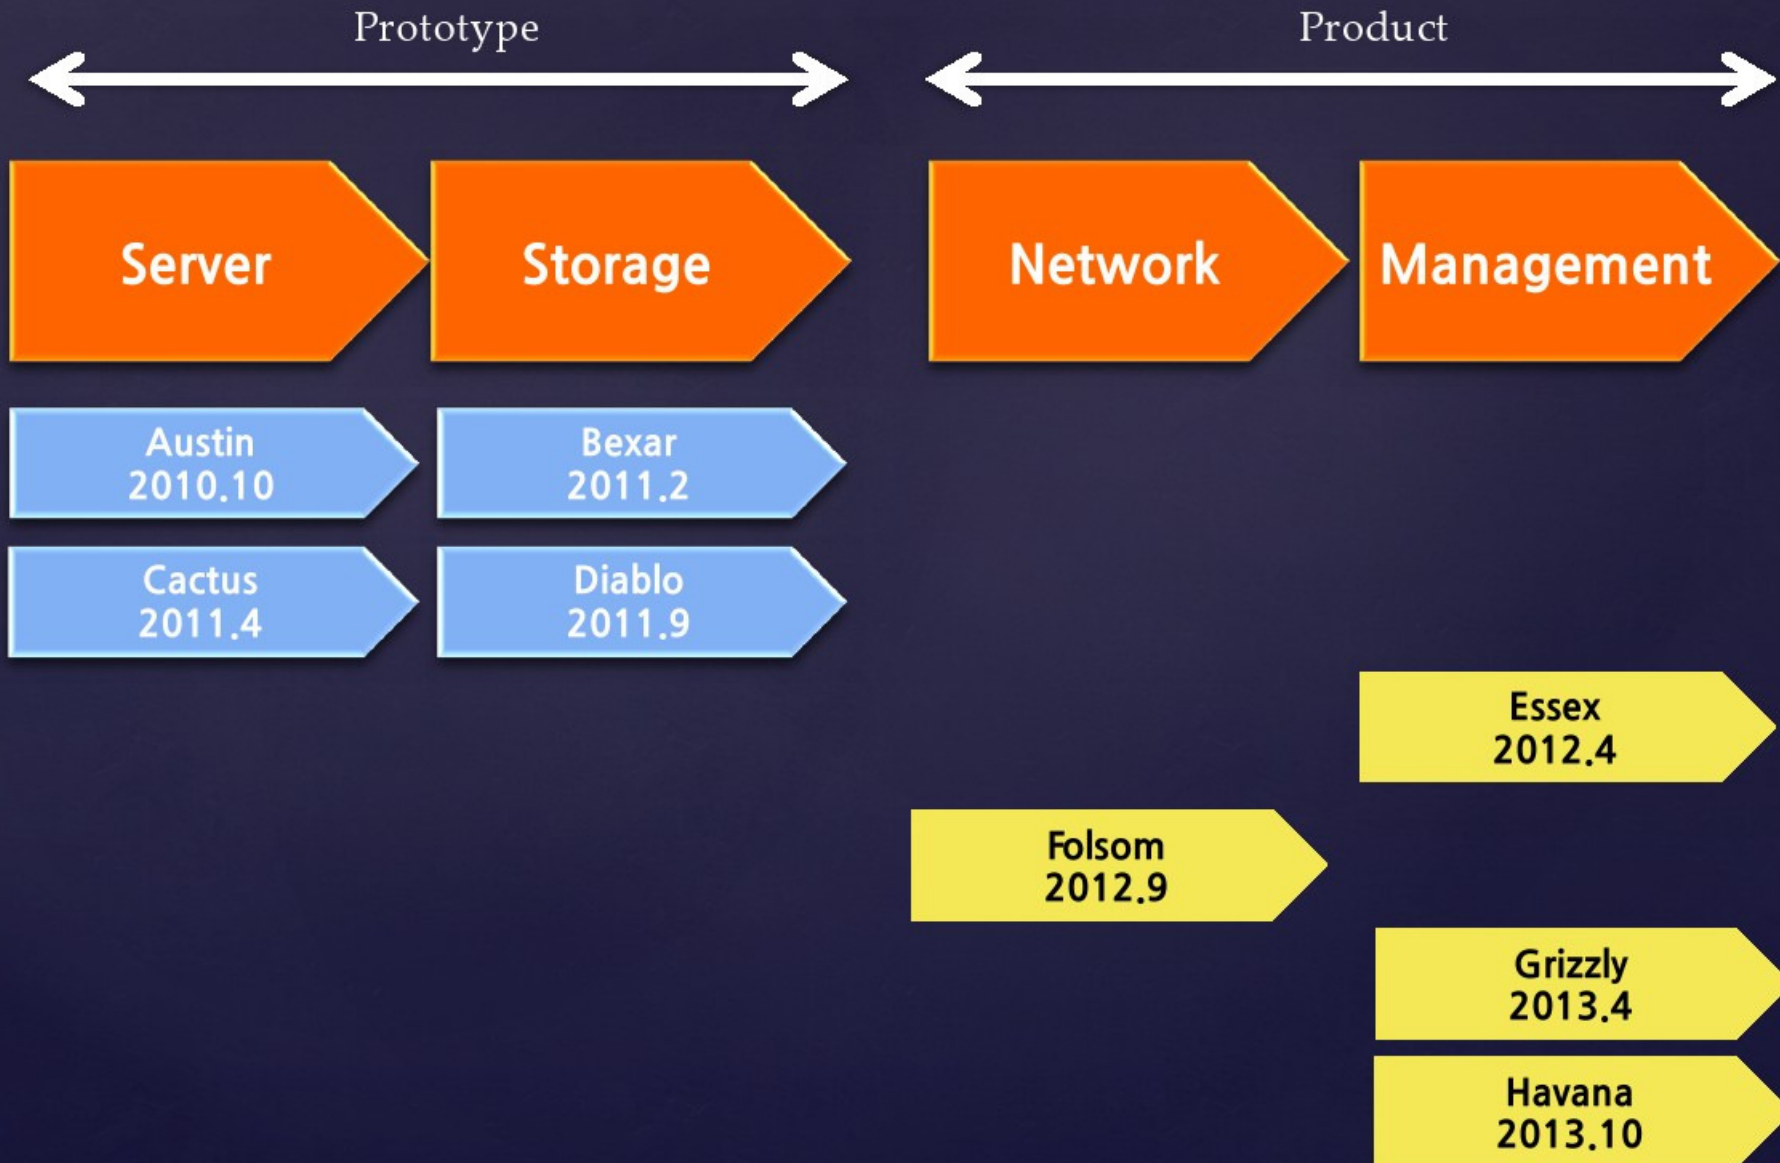 Prototype
Product
Server
Storage
Network
Management
Austin
2010.10
Bexar
2011.2
Cactus
2011.4
Diablo
2011.9
Essex
2012.4
Folsom
2012.9
Grizzly
2013.4
Havana
2013.10